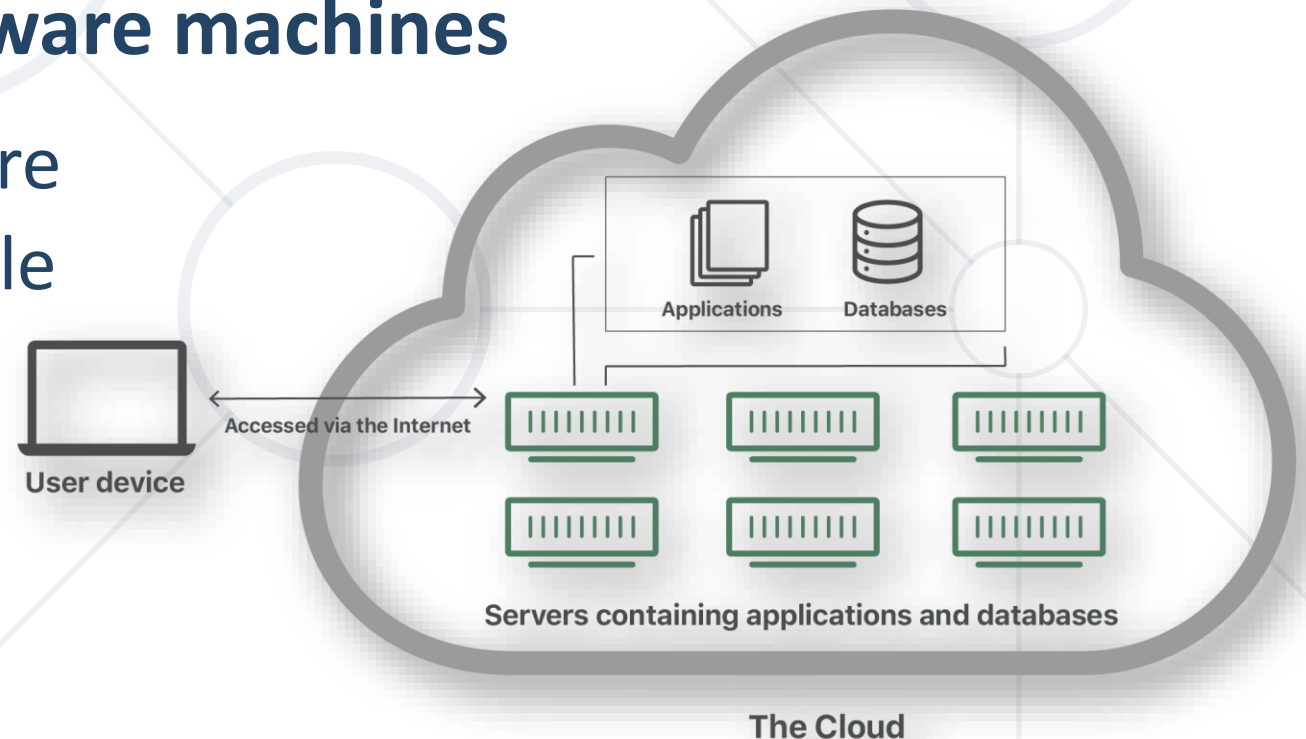 ware machines
re
le
Applications
Databases
Accessed via the Internet
User device
Servers containing applications and databases
The Cloud